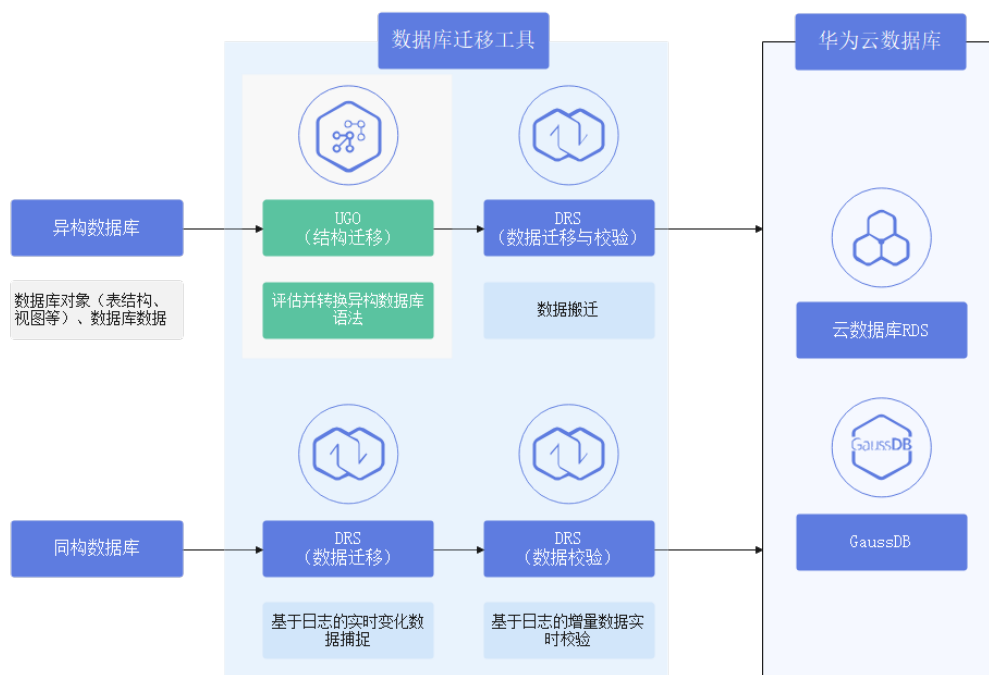 数据库迁移工具
华为云数据库
异构数据库
UGO
（结构迁移）
DRS
（数据迁移与校验）
数据库对象（表结构、
视图等）、数据库数据
评估并转换异构数据库
语法
数据搬迁
云数据库RDS
GaussDB
同构数据库
DRS
（数据迁移）
DRS
（数据校验）
GaussDB
基于日志的实时变化数
据捕捉
基于日志的增量数据实
时校验